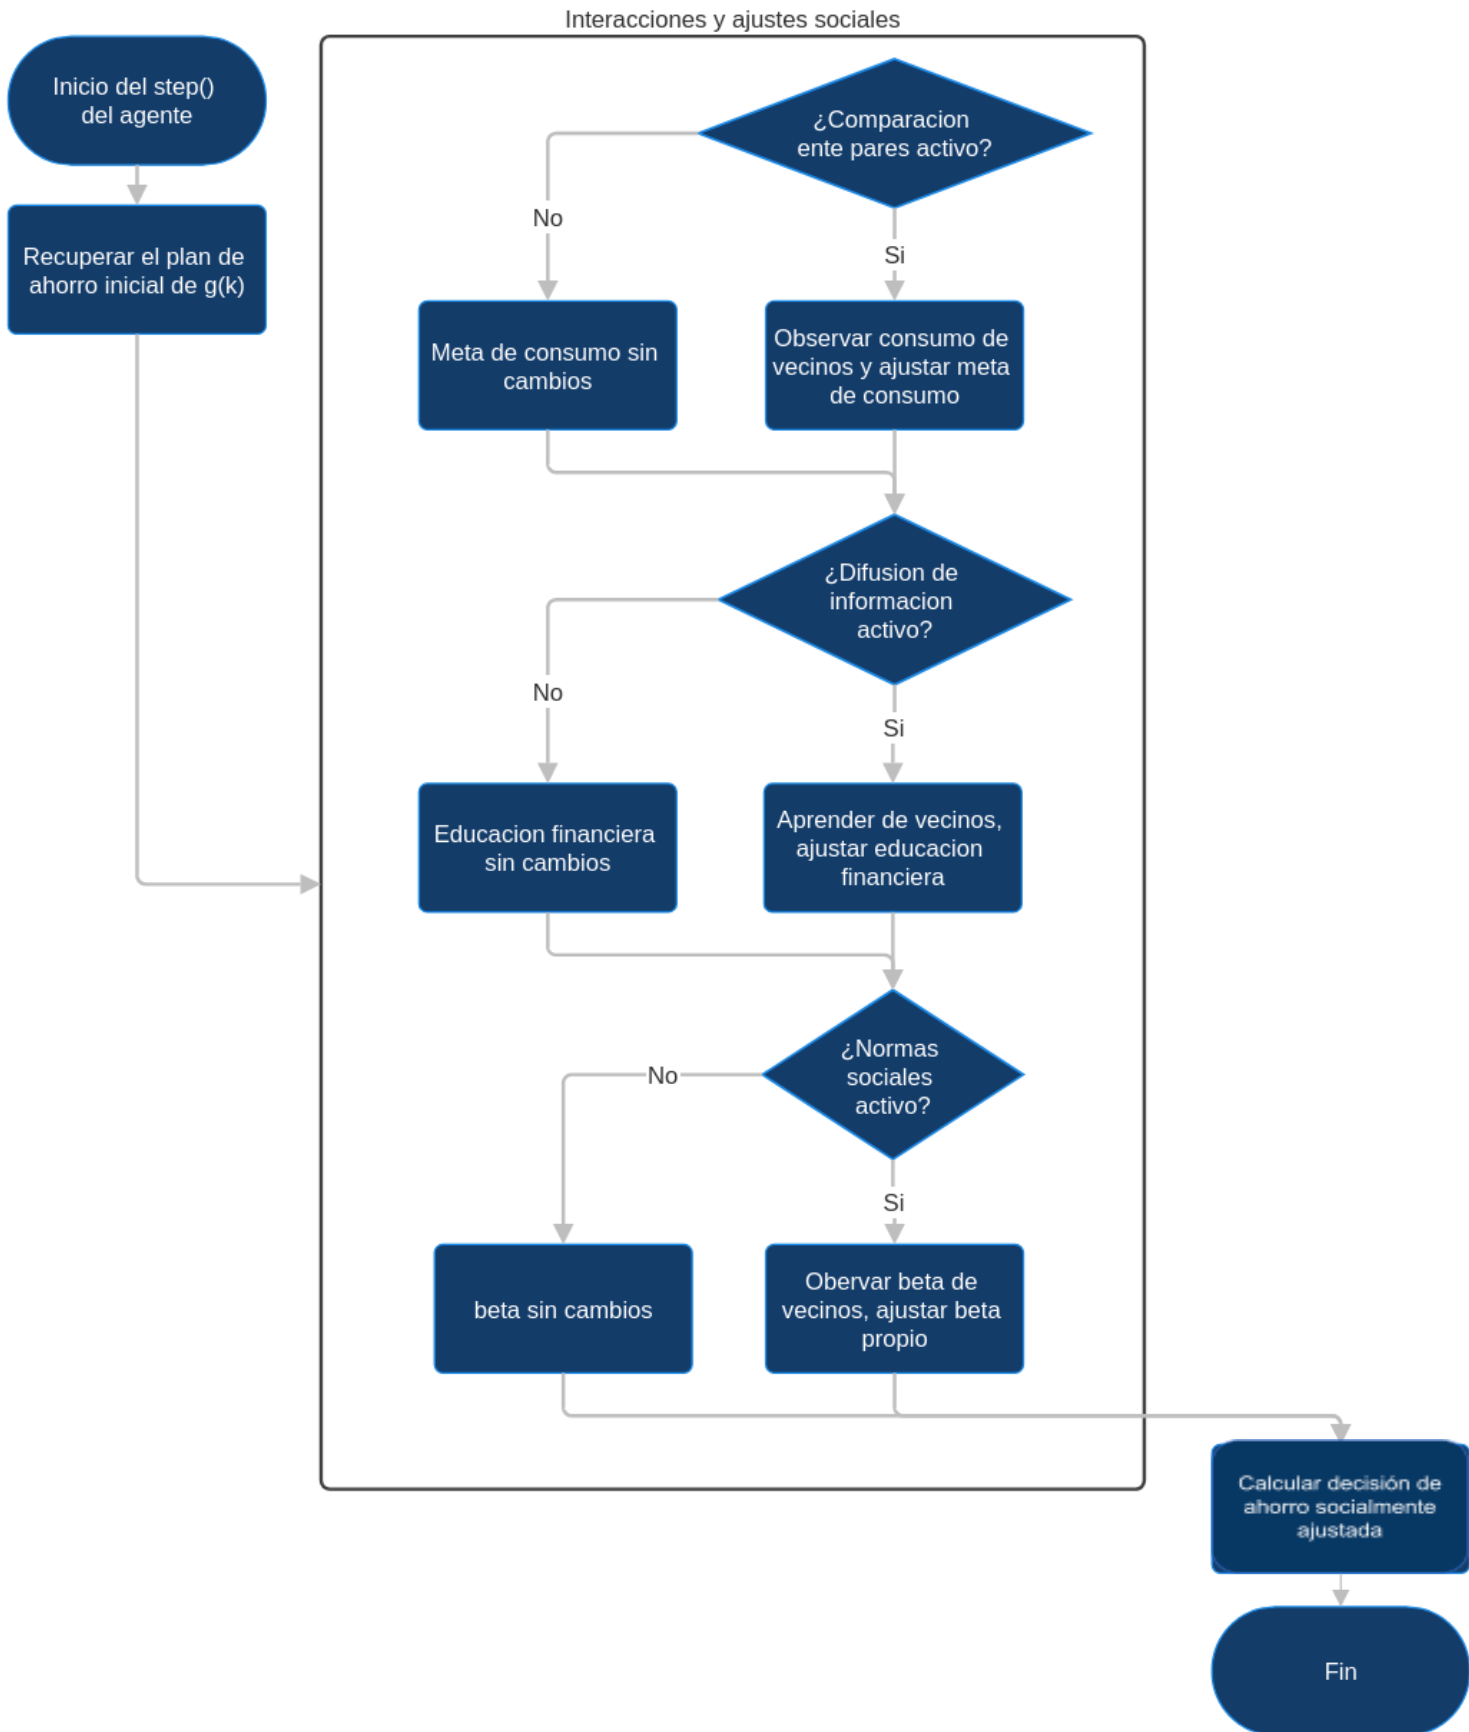 Interacciones y ajustes sociales
Inicio del step()
del agente
Recuperar el plan de
ahorro inicial de g(k)
¿Comparacion
ente pares activo?
No
Si
Meta de consumo sin
cambios
Observar consumo de
vecinos y ajustar meta
de consumo
¿Difusion de
informacion
activo?
No
Si
Educacion financiera
sin cambios
Aprender de vecinos,
ajustar educacion
financiera
¿Normas
sociales
activo?
No
Si
beta sin cambios
Obervar beta de
vecinos, ajustar beta
propio
Calcular decisión de
ahorro socialmente
ajustada
Fin